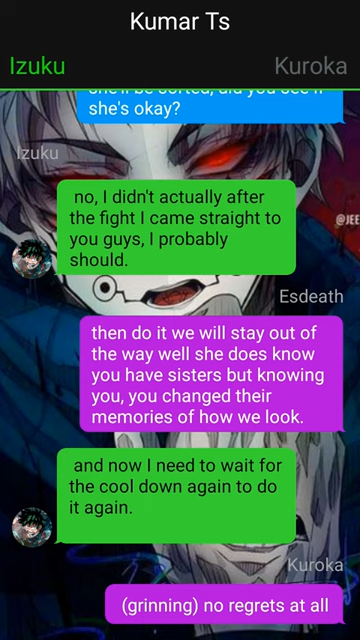 Kumar Ts
Izuku
Kuroka
she's okay?
Izuku
no, I didn't actually after
the fight I came straight to
you guys, I probably
should.
@JEE
Esdeath
then do it we will stay out of
the way well she does know
you have sisters but knowing
you, you changed their
memories of how we look.
and now I need to wait for
the cool down again to do
it again.
Kuroka
(grinning) no regrets at all